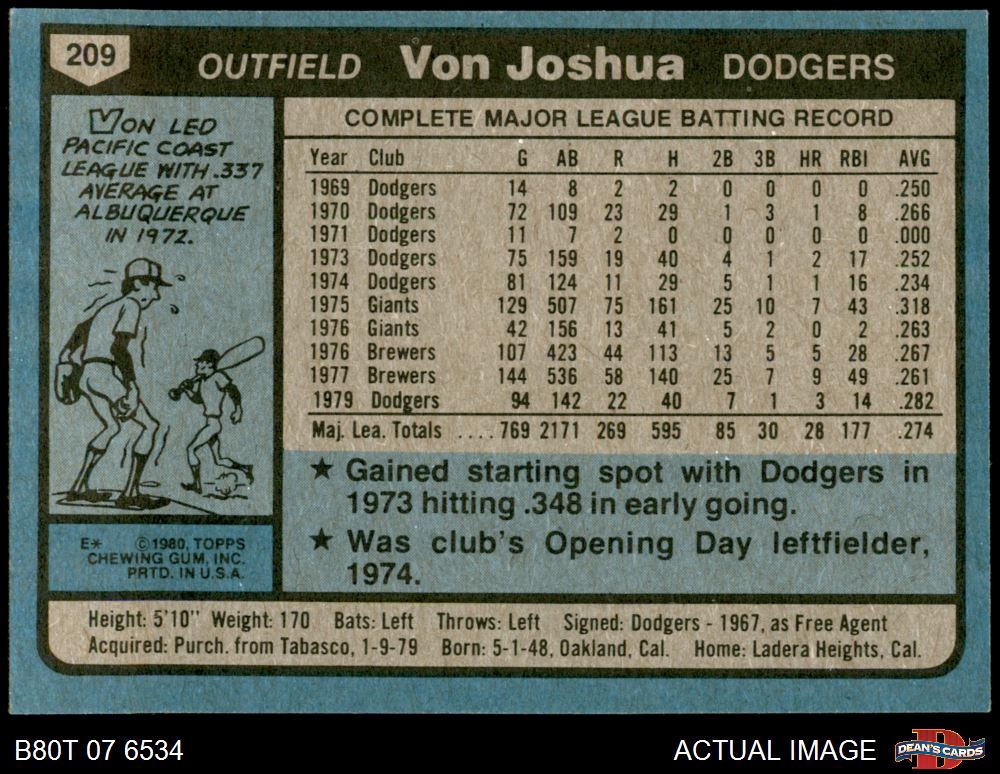 209
OUTFIELD Von Joshua DODGERS
VON LED
PACIFIC COAST
LEAGUE WITH .337
AVERAGE AT
ALBUQUERQUE
IN 1972.
COMPLETE MAJOR LEAGUE BATTING RECORD
Year Club G AB R H 2B 3B HR RBI AVG
1969 Dodgers 14 8 2 2 0 0 0 0 .250
1970 Dodgers 72 109 23 29 1 3 1 8 .266
1971 Dodgers 11 7 2 0 0 0 0 0 .000
1973 Dodgers 75 159 19 40 4 1 2 17 .252
1974 Dodgers 81 124 11 29 5 1 1 16 .234
1975 Giants 129 507 75 161 25 10 7 43 .318
1976 Giants 42 156 13 41 5 2 0 2 .263
1976 Brewers 107 423 44 113 13 5 5 28 .267
1977 Brewers 144 536 58 140 25 7 9 49 .261
1979 Dodgers 94 142 22 40 7 1 3 14 .282
Maj. Lea. Totals .... 769 2171 269 595 85 30 28 177 .274
★ Gained starting spot with Dodgers in
1973 hitting .348 in early going.
★ Was club's Opening Day leftfielder,
1974.
E* ©1980, TOPPS
CHEWING GUM, INC.
PRTD. IN U.S.A.
Height: 5'10" Weight: 170 Bats: Left Throws: Left Signed: Dodgers - 1967, as Free Agent
Acquired: Purch. from Tabasco, 1-9-79 Born: 5-1-48, Oakland, Cal. Home: Ladera Heights, Cal.
B80T 07 6534 ACTUAL IMAGE DEAN'S CARDS